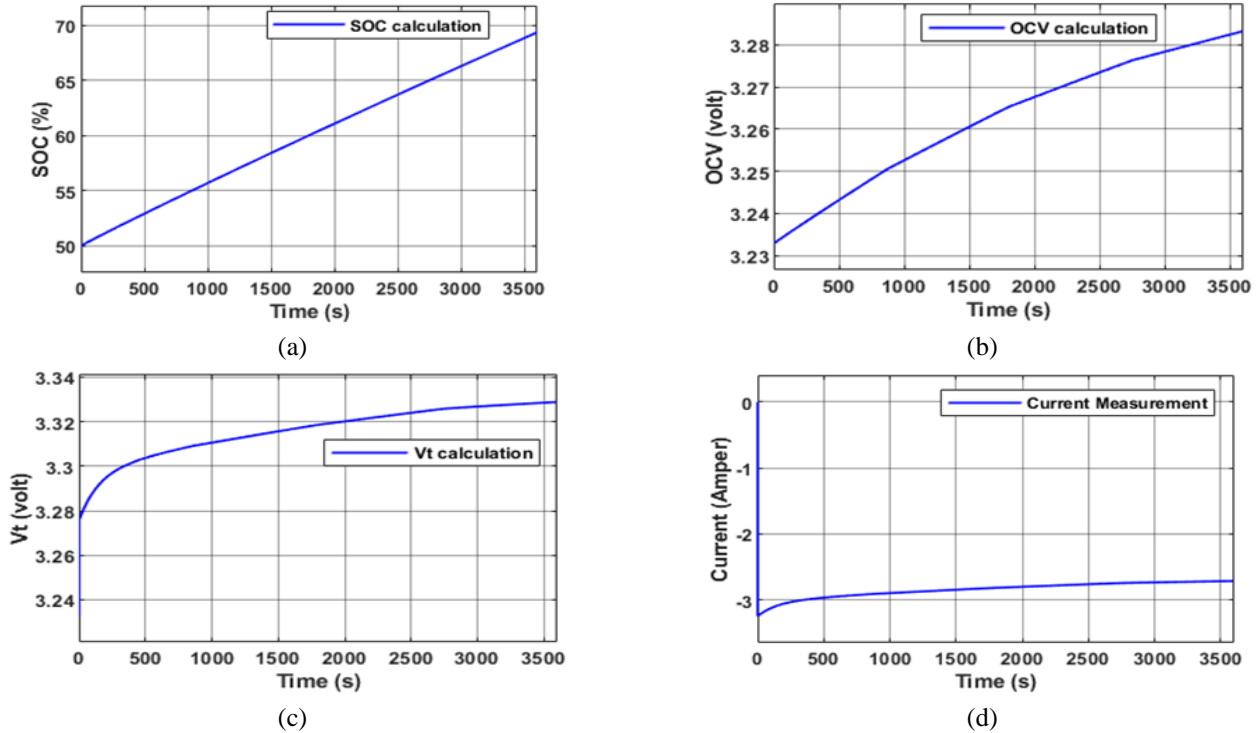 SOC calculation
70
65
60
55
50
SOC (%)
0 500 1000 1500 2000 2500 3000 3500
Time (s)
(a)
OCV calculation
3.28
3.27
3.26
3.25
3.24
3.23
OCV (volt)
0 500 1000 1500 2000 2500 3000 3500
Time (s)
(b)
3.34
3.32
3.3
3.28
3.26
3.24
Vt calculation
Vt (volt)
0 500 1000 1500 2000 2500 3000 3500
Time (s)
(c)
Current Measurement
0
-1
-2
-3
Current (Amper)
0 500 1000 1500 2000 2500 3000 3500
Time (s)
(d)